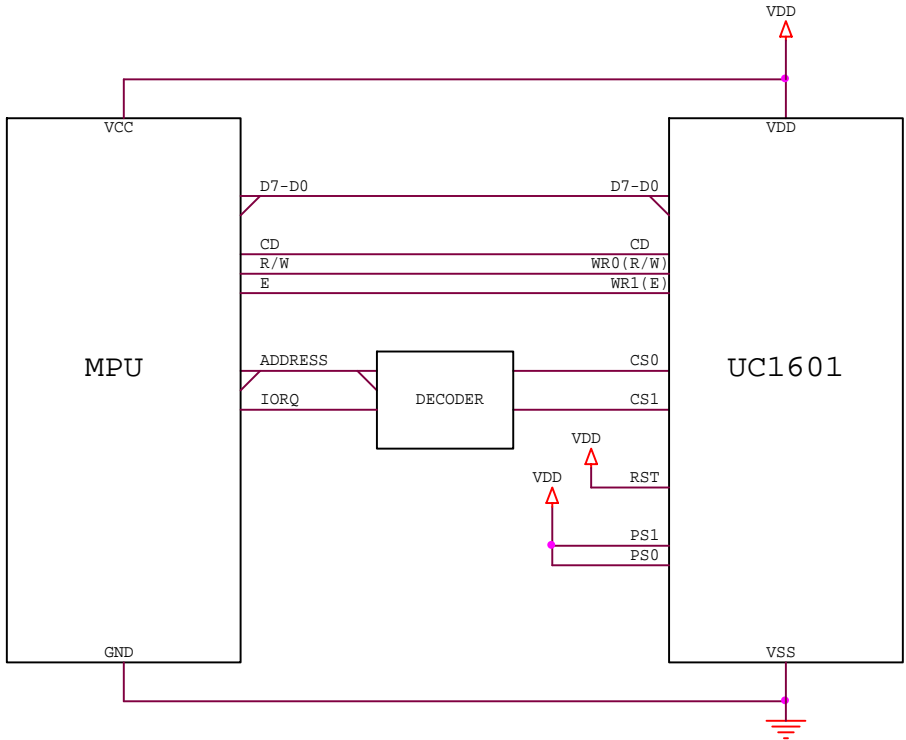 VDD
VCC
VDD
D7-D0 D7-D0
CD CD
R/W WR0(R/W)
E WR1(E)
MPU
UC1601
ADDRESS CS0
DECODER
IORQ CS1
VDD
VDD
RST
PS1
PS0
GND
VSS